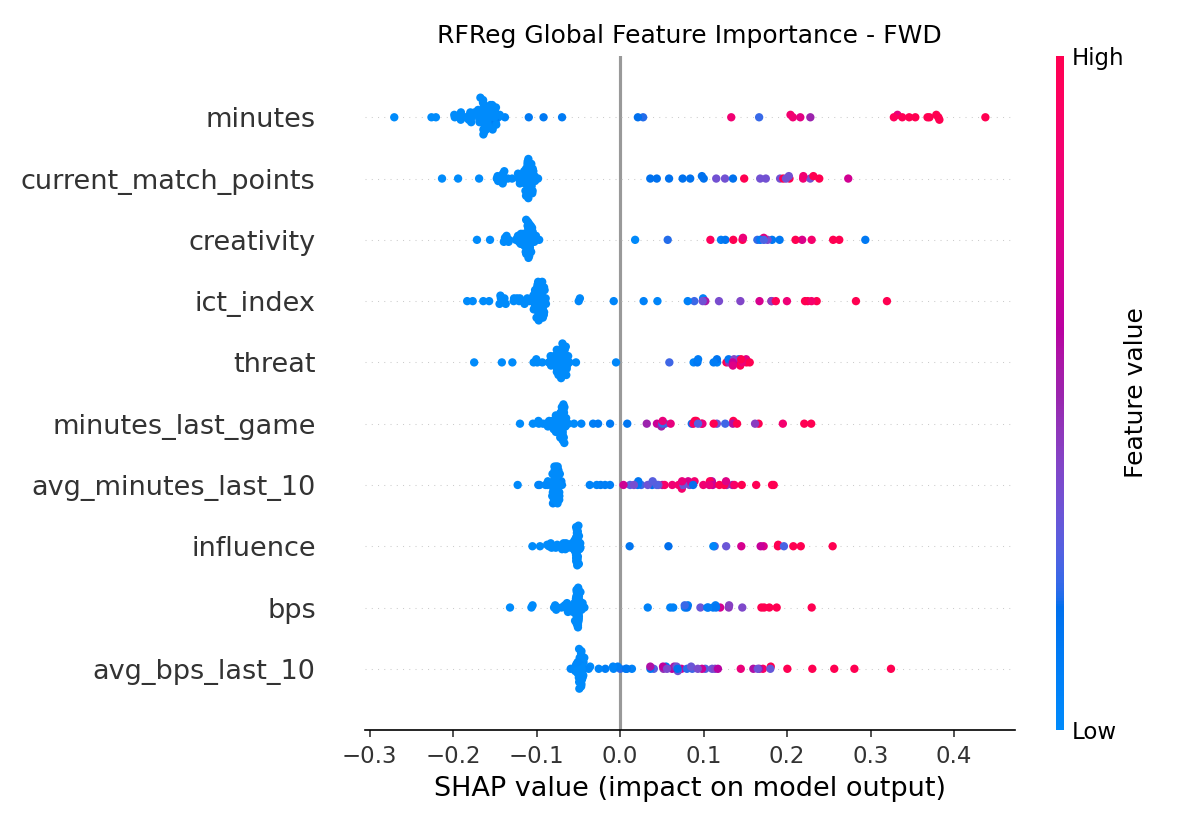 RFReg Global Feature Importance - FWD
High
minutes
current_match_points
creativity
ict_index
threat
minutes_last_game
avg_minutes_last_10
influence
bps
avg_bps_last_10
Feature value
Low
−0.3 −0.2 −0.1 0.0 0.1 0.2 0.3 0.4
SHAP value (impact on model output)